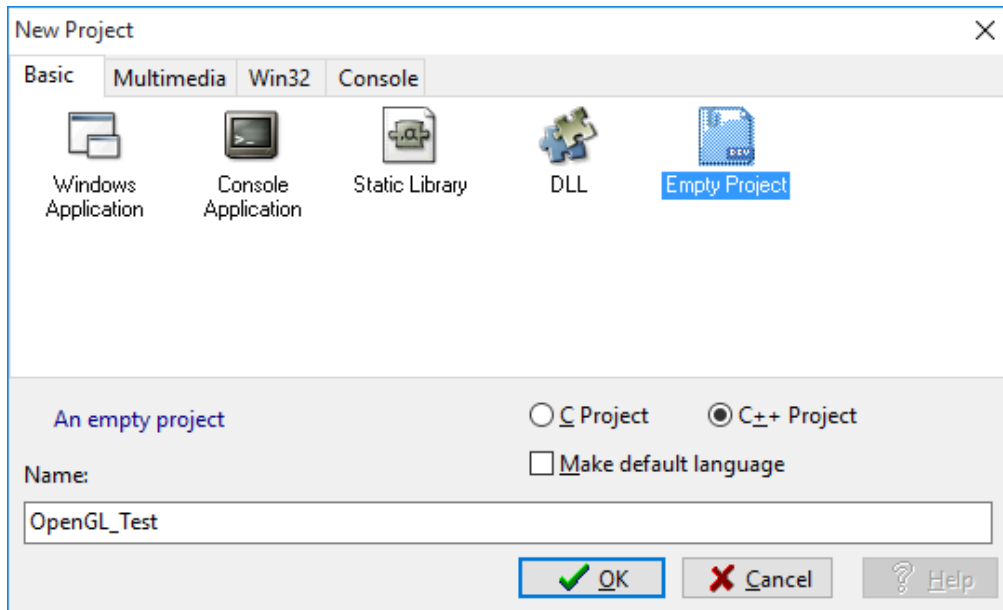 New Project
Basic Multimedia Win32 Console
.a
DEV
Windows Application
Console Application
Static Library
DLL
Empty Project
An empty project
C Project
C++ Project
Make default language
Name:
OpenGL_Test
OK
Cancel
Help